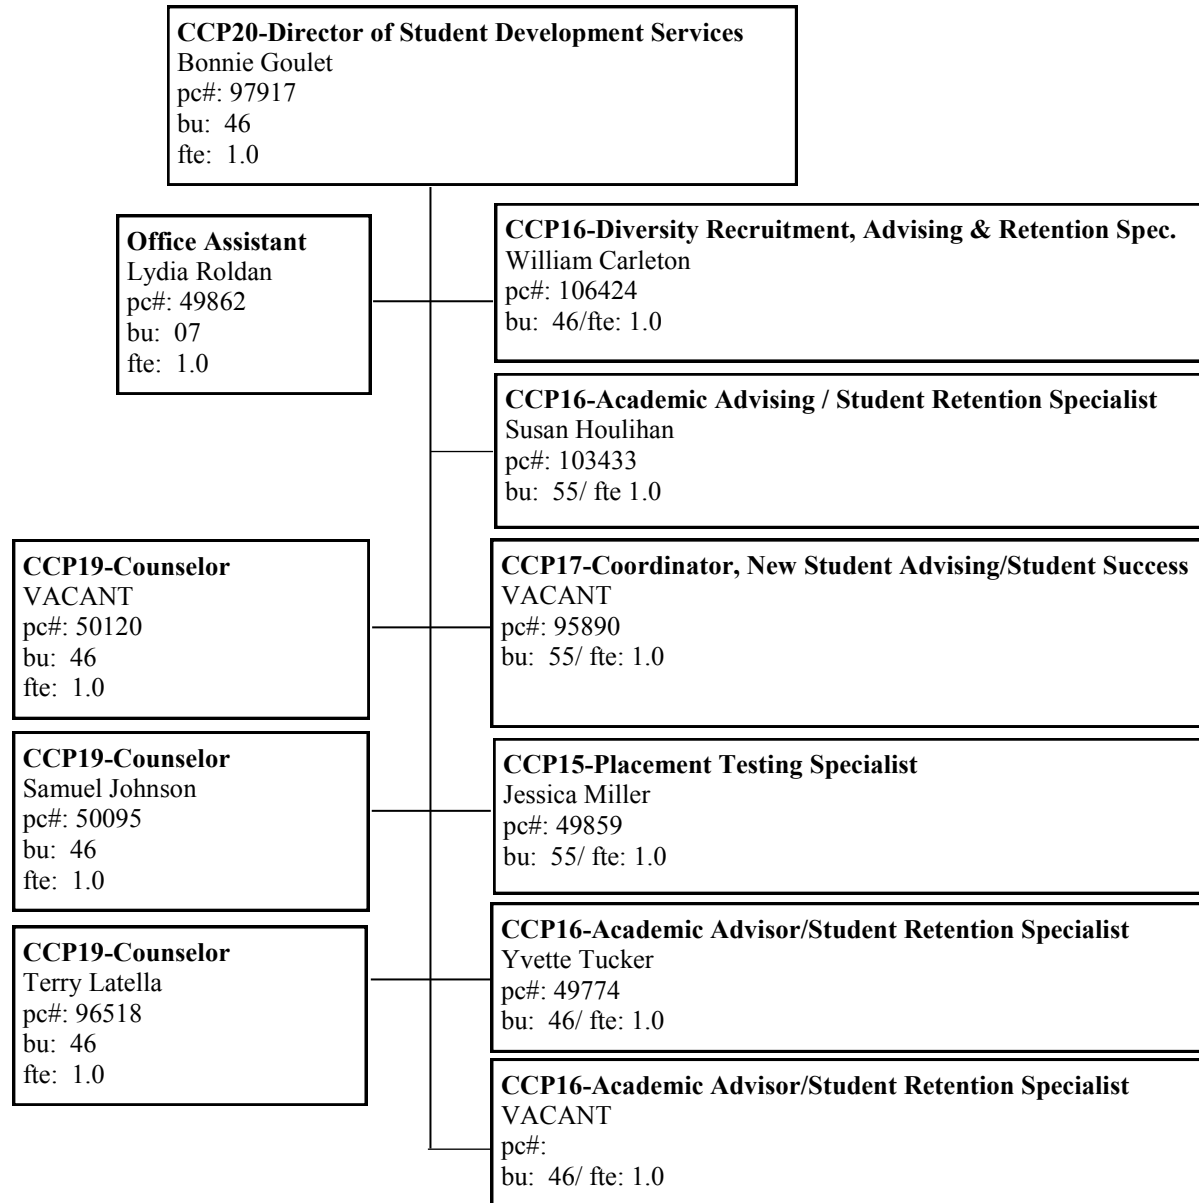 CCP20-Director of Student Development Services
Bonnie Goulet
pc#: 97917
bu:  46
fte:  1.0
Office Assistant
Lydia Roldan
pc#: 49862
bu:  07
fte:  1.0
CCP16-Diversity Recruitment, Advising & Retention Spec.
William Carleton
pc#: 106424
bu:  46/fte: 1.0
CCP16-Academic Advising / Student Retention Specialist
Susan Houlihan
pc#: 103433
bu:  55/ fte 1.0
CCP19-Counselor
VACANT
pc#: 50120
bu:  46
fte:  1.0
CCP17-Coordinator, New Student Advising/Student Success
VACANT
pc#: 95890
bu:  55/ fte: 1.0
CCP19-Counselor
Samuel Johnson
pc#: 50095
bu:  46
fte:  1.0
CCP15-Placement Testing Specialist
Jessica Miller
pc#: 49859
bu:  55/ fte: 1.0
CCP19-Counselor
Terry Latella
pc#: 96518
bu:  46
fte:  1.0
CCP16-Academic Advisor/Student Retention Specialist
Yvette Tucker
pc#: 49774
bu:  46/ fte: 1.0
CCP16-Academic Advisor/Student Retention Specialist
VACANT
pc#:
bu:  46/ fte: 1.0